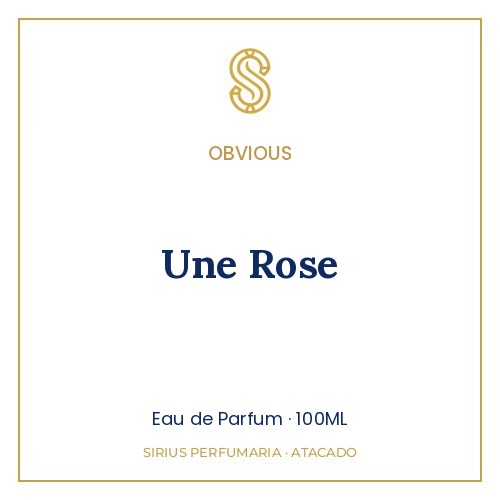 OBVIOUS
Une Rose
Eau de Parfum · 100ML
SIRIUS PERFUMARIA · ATACADO